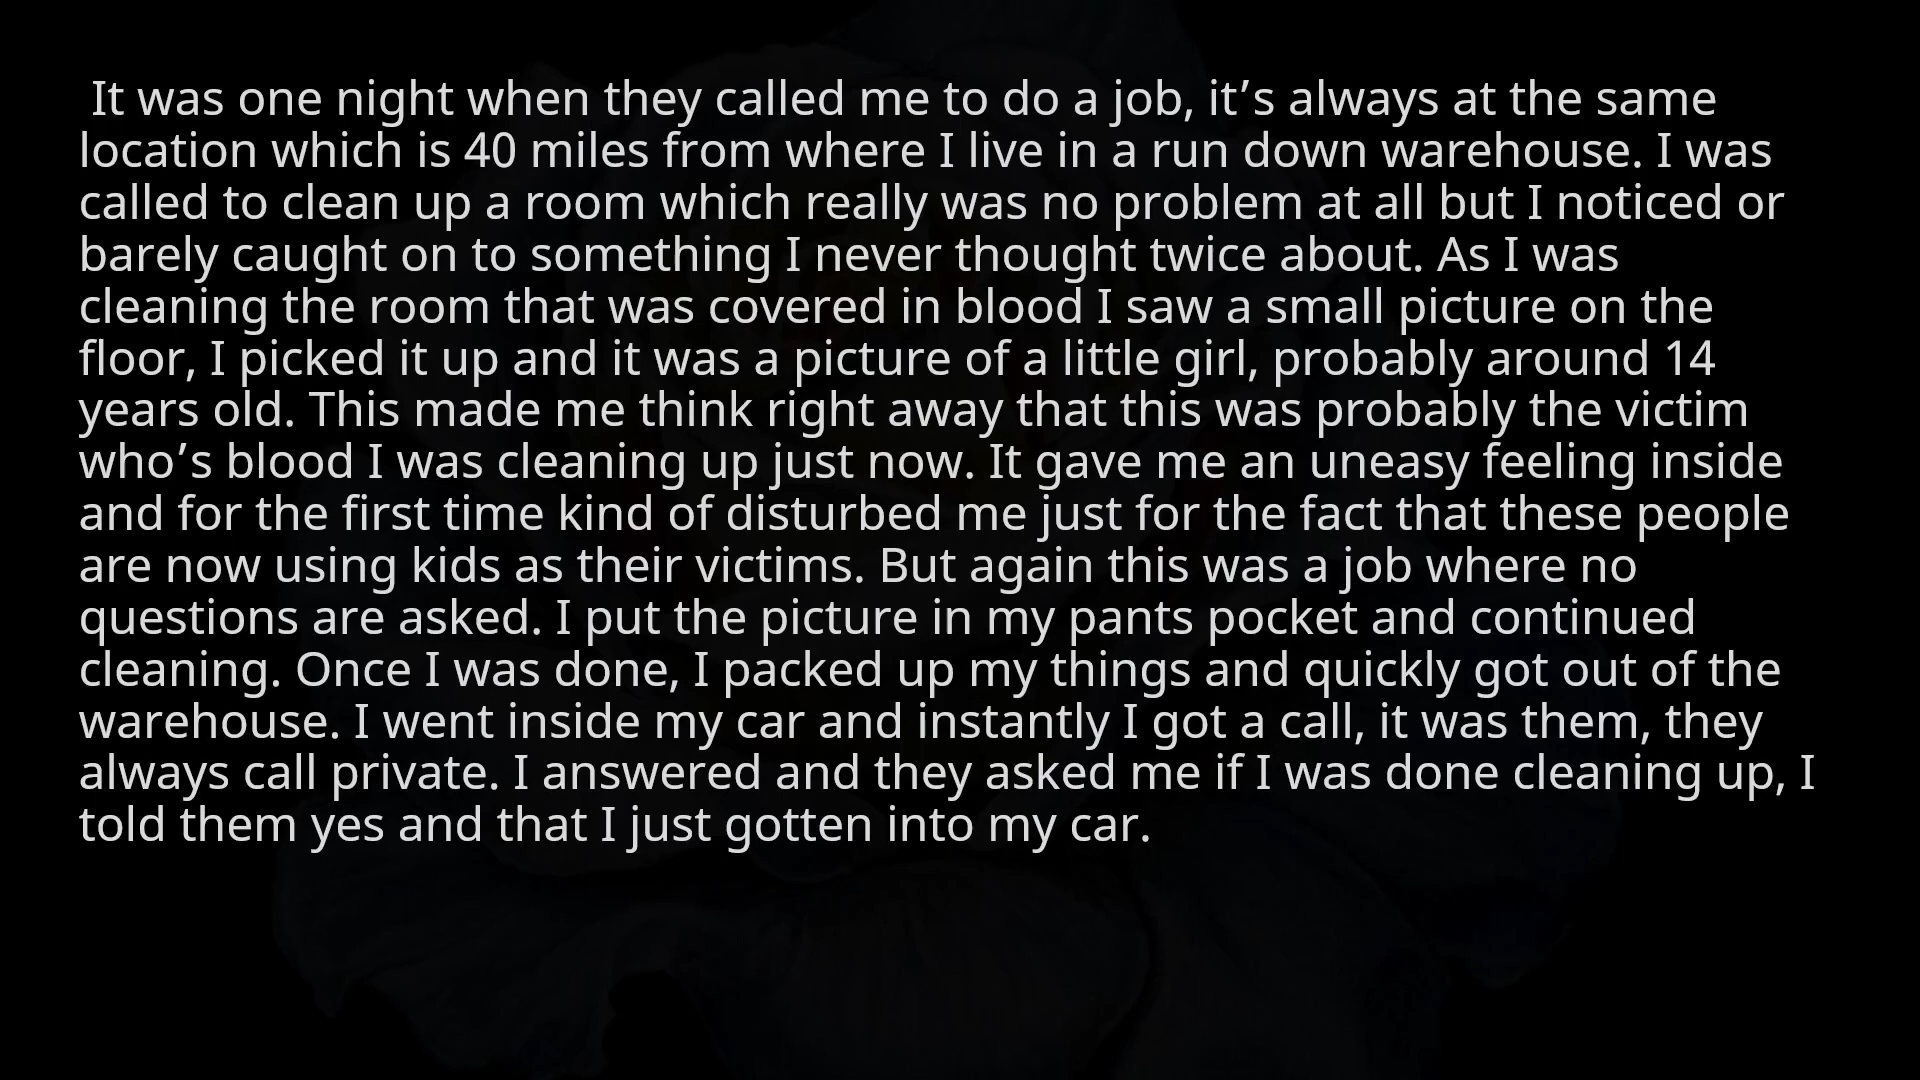 It was one night when they called me to do a job, it’s always at the same
location which is 40 miles from where I live in a run down warehouse. I was
called to clean up a room which really was no problem at all but I noticed or
barely caught on to something I never thought twice about. As I was
cleaning the room that was covered in blood I saw a small picture on the
floor, I picked it up and it was a picture of a little girl, probably around 14
years old. This made me think right away that this was probably the victim
who’s blood I was cleaning up just now. It gave me an uneasy feeling inside
and for the first time kind of disturbed me just for the fact that these people
are now using kids as their victims. But again this was a job where no
questions are asked. I put the picture in my pants pocket and continued
cleaning. Once I was done, I packed up my things and quickly got out of the
warehouse. I went inside my car and instantly I got a call, it was them, they
always call private. I answered and they asked me if I was done cleaning up, I
told them yes and that I just gotten into my car.